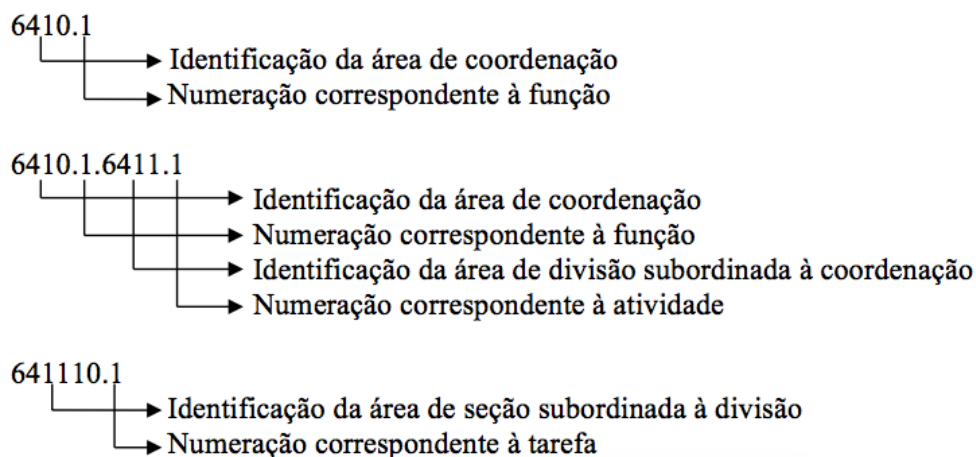 6410.1
Identificação da área de coordenação
Numeração correspondente à função
6410.1.6411.1
Identificação da área de coordenação
Numeração correspondente à função
Identificação da área de divisão subordinada à coordenação
Numeração correspondente à atividade
641110.1
Identificação da área de seção subordinada à divisão
Numeração correspondente à tarefa